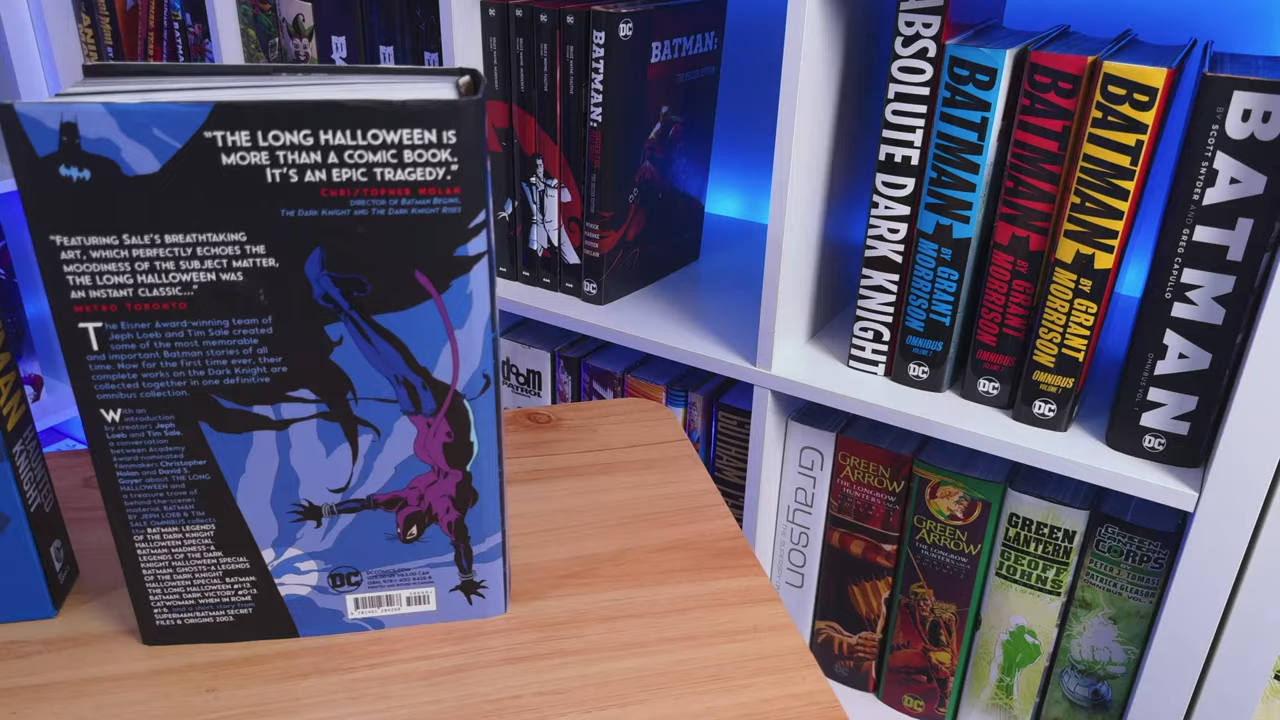 "THE LONG HALLOWEEN IS
MORE THAN A COMIC BOOK.
IT'S AN EPIC TRAGEDY."
CHRISTOPHER NOLAN
DIRECTOR OF BATMAN BEGINS,
THE DARK KNIGHT AND THE DARK KNIGHT RISES
"FEATURING SALE'S BREATHTAKING
ART, WHICH PERFECTLY ECHOES THE
MOODINESS OF THE SUBJECT MATTER,
THE LONG HALLOWEEN WAS
AN INSTANT CLASSIC..."
METRO TORONTO
The Eisner Award-winning team of
Jeph Loeb and Tim Sale created
some of the most memorable
and important Batman stories of all
time. Now for the first time ever, their
complete works on the Dark Knight are
collected together in one definitive
omnibus collection.
With an
introduction
by creators Jeph
Loeb and Tim Sale,
a conversation
between Academy
Award-nominated
filmmakers Christopher
Nolan and David S.
Goyer about THE LONG
HALLOWEEN and
a treasure trove of
behind-the-scenes
material, BATMAN
BY JEPH LOEB & TIM
SALE OMNIBUS collects
the BATMAN: LEGENDS
OF THE DARK KNIGHT
HALLOWEEN SPECIAL,
BATMAN: MADNESS-A
LEGENDS OF THE DARK
KNIGHT HALLOWEEN SPECIAL,
BATMAN: GHOSTS-A LEGENDS
OF THE DARK KNIGHT
HALLOWEEN SPECIAL, BATMAN:
THE LONG HALLOWEEN #1-13,
BATMAN: DARK VICTORY #0-13,
CATWOMAN: WHEN IN ROME
#1-6, and a short story from
SUPERMAN/BATMAN SECRET
FILES & ORIGINS 2003.
DC
DC
BATMAN:
BATMAN:
THE DELUXE EDITION
DC
ABSOLUTE DARK KNIGHT
BATMAN BY GRANT MORRISON
OMNIBUS
DC
BATMAN BY GRANT MORRISON
OMNIBUS
DC
BATMAN BY GRANT MORRISON
OMNIBUS
VOLUME 1
DC
BY SCOTT SNYDER AND GREG CAPULLO
BATMAN
OMNIBUS VOL. 1
DC
KNIGHT
doom
PATROL
BATMAN
Grayson
GREEN
ARROW
THE LONGBOW
HUNTERS SAGA
GREEN
ARROW
THE LONGBOW
HUNTERS SAGA
DC
GREEN
LANTERN
BY
GEOFF
JOHNS
GREEN LANTERN
CORPS
PETER J. TOMASI
PATRICK GLEASON